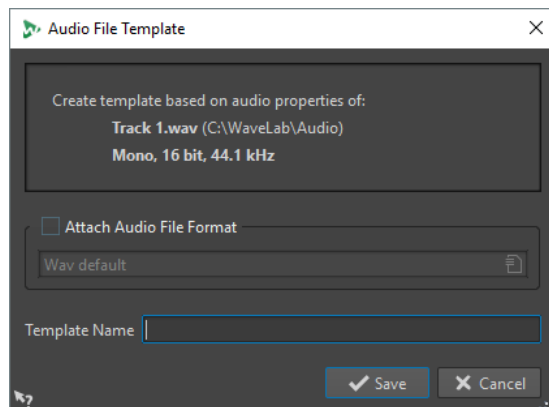 Audio File Template
Create template based on audio properties of:
Track 1.wav (C:\WaveLab\Audio)
Mono, 16 bit, 44.1 kHz
Attach Audio File Format
Wav default
Template Name
Save Cancel